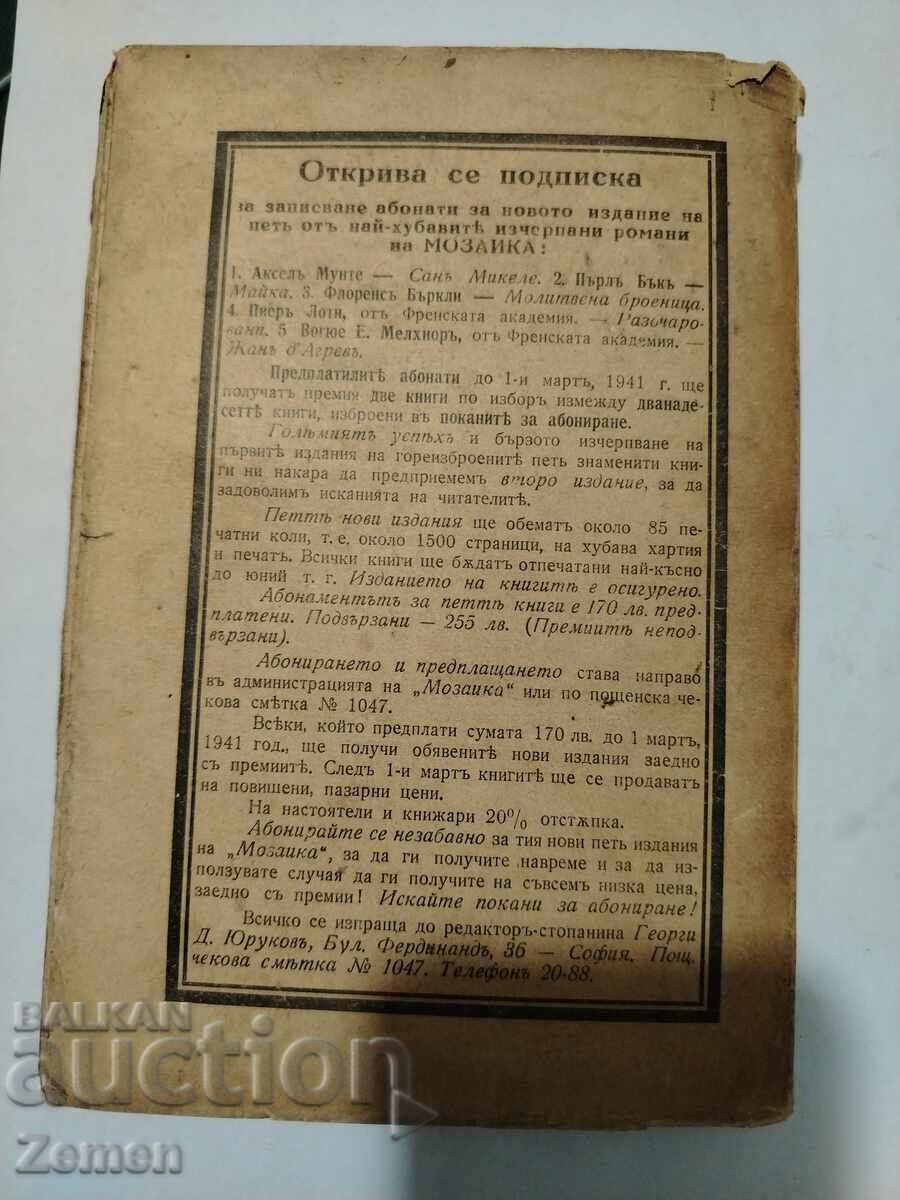 Открива се подписка
за записване абонати за новото издание на
петь отъ най-хубавитѣ изчерпани романи
на МОЗАИКА:
1. Акселъ Мунте — Санъ Микеле. 2. Пърлъ Бъкъ —
Майка. 3. Флоренсъ Бъркли — Молитвена броеница.
4. Пиеръ Лоти, отъ Френската академия. — Разочаро-
вани. 5 Вогюе Е. Мелхиоръ, отъ Френската академия. —
Жанъ д'Агревъ.
Предплатилитѣ абонати до 1-и мартъ, 1941 г. ще
получатъ премия две книги по изборъ измежду дванаде-
сеттѣ книги, изброени въ поканитѣ за абониране.
Голѣмиятъ успѣхъ и бързото изчерпване на
първитѣ издания на гореизброенитѣ петь знаменити кни-
ги ни накара да предприемемъ второ издание, за да
задоволимъ исканията на читателитѣ.
Петтѣ нови издания ще обематъ около 85 пе-
чатни коли, т. е. около 1500 страници, на хубава хартия
и печатъ. Всички книги ще бѫдатъ отпечатани най-късно
до юний т. г. Изданието на книгитѣ е осигурено.
Абонаментътъ за петтѣ книги е 170 лв. пред-
платени. Подвързани — 255 лв. (Премиитѣ непод-
вързани).
Абонирането и предплащането става направо
въ администрацията на „Мозаика“ или по пощенска че-
кова смѣтка № 1047.
Всѣки, който предплати сумата 170 лв. до 1 мартъ,
1941 год., ще получи обявенитѣ нови издания заедно
съ премиитѣ. Следъ 1-и мартъ книгитѣ ще се продаватъ
на повишени, пазарни цени.
На настоятели и книжари 20% отстѫпка.
Абонирайте се незабавно за тия нови петь издания
на „Мозаика“, за да ги получите навреме и за да из-
ползувате случая да ги получите на съвсемъ низка цена,
заедно съ премии! Искайте покани за абониране!
Всичко се изпраща до редакторъ-стопанина Георги
Д. Юруковъ, Бул. Фердинандъ, 36 — София. Пощ.
чекова смѣтка № 1047. Телефонъ 20-88.
BALKAN
auction
Zemen